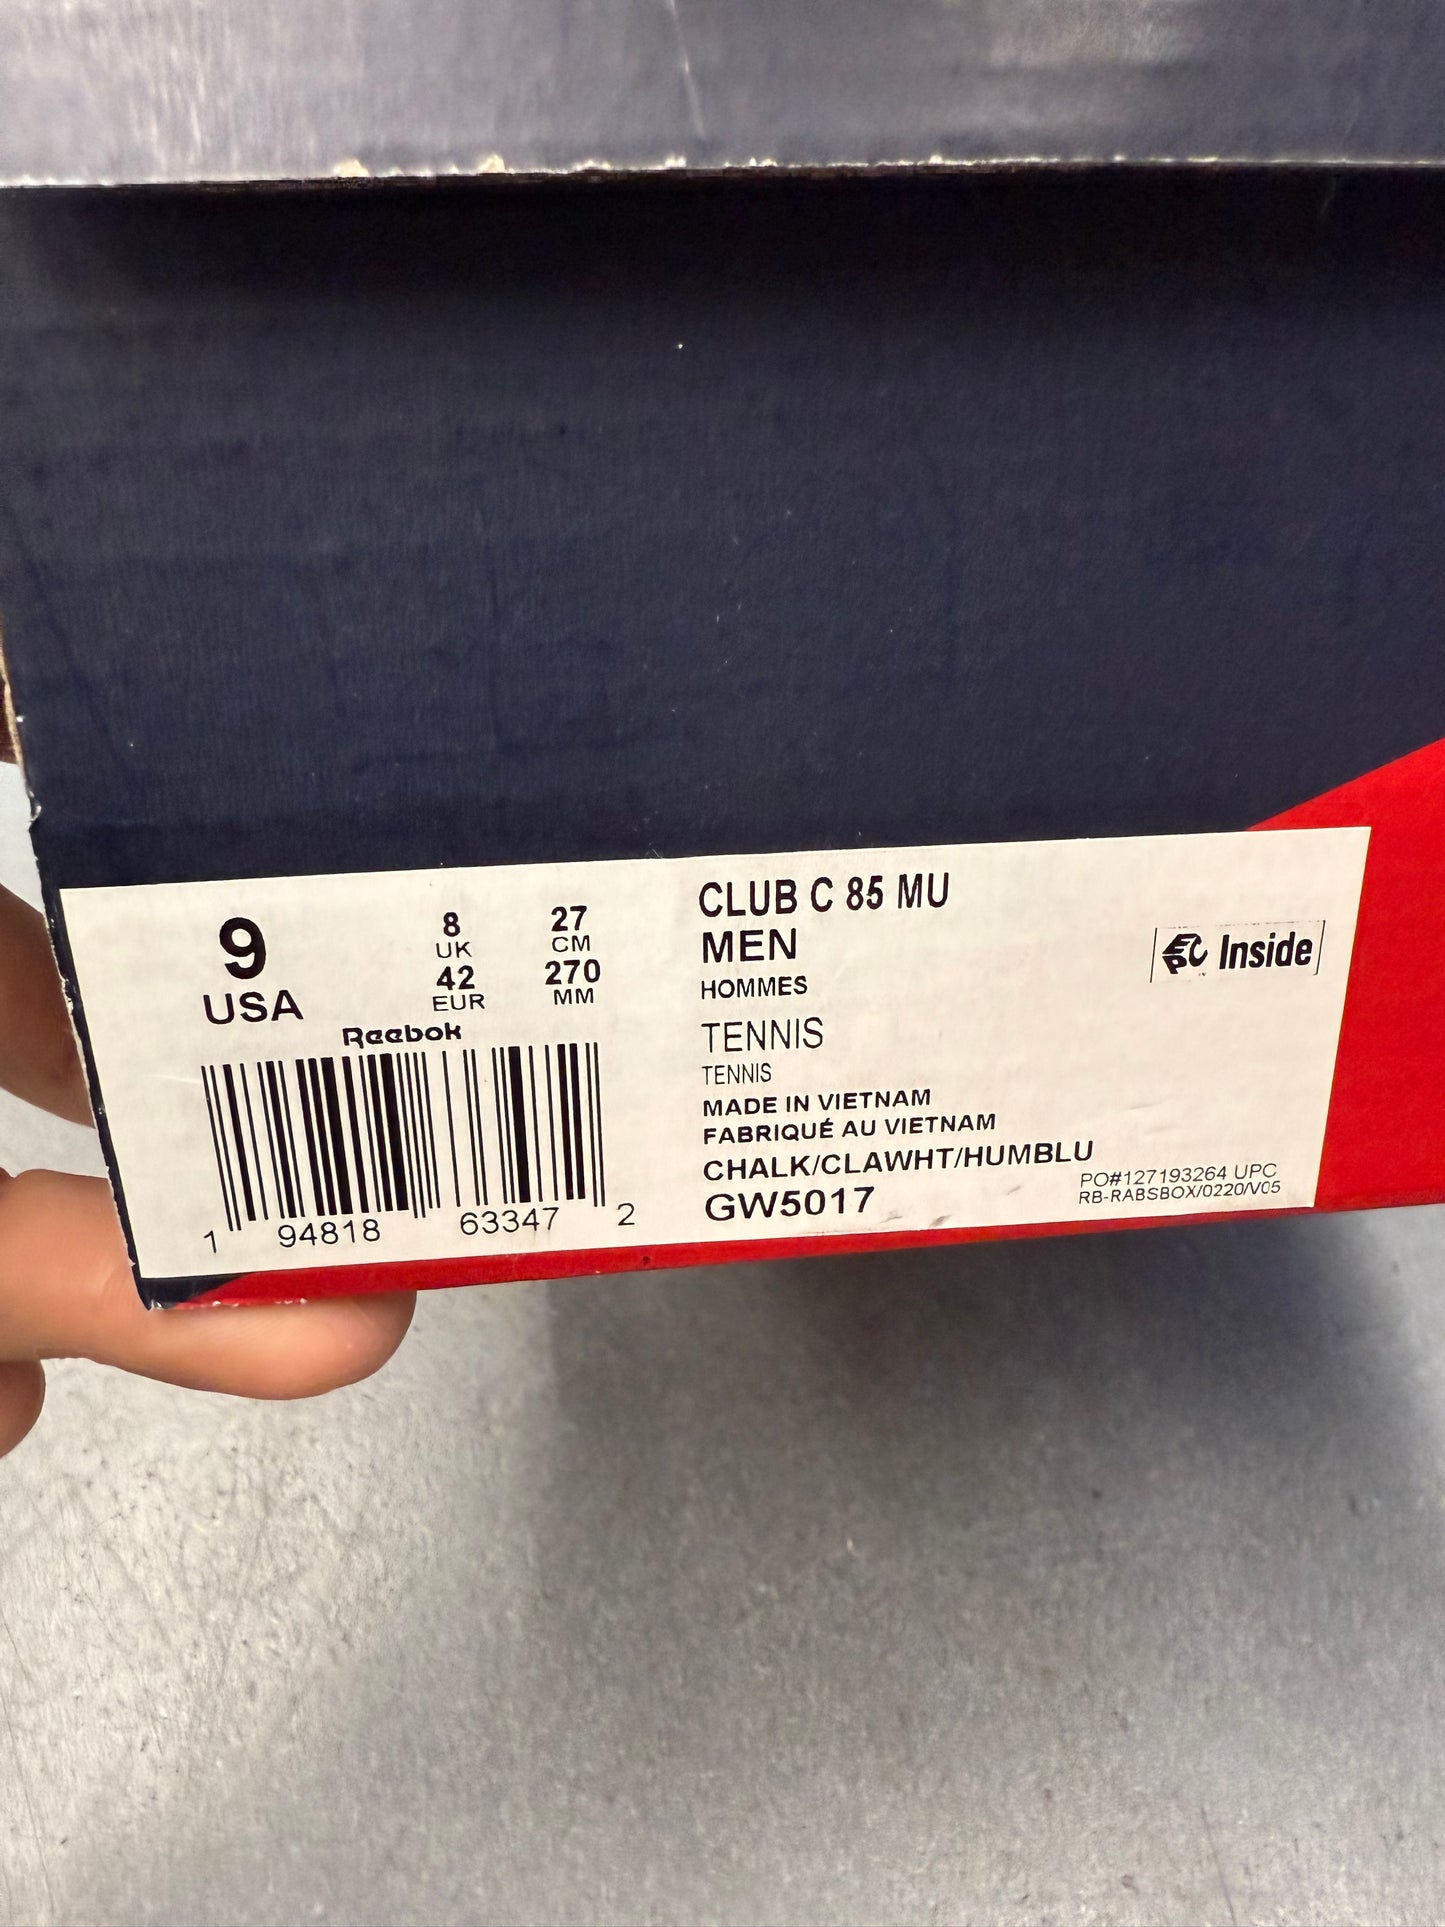 9
USA
8
UK
42
EUR
27
CM
270
MM
Reebok
1 94818 63347 2
CLUB C 85 MU
MEN
HOMMES
TENNIS
TENNIS
MADE IN VIETNAM
FABRIQUÉ AU VIETNAM
CHALK/CLAWHT/HUMBLU
GW5017
EPC Inside
PO#127193264 UPC
RB-RABSBOX/0220/V05